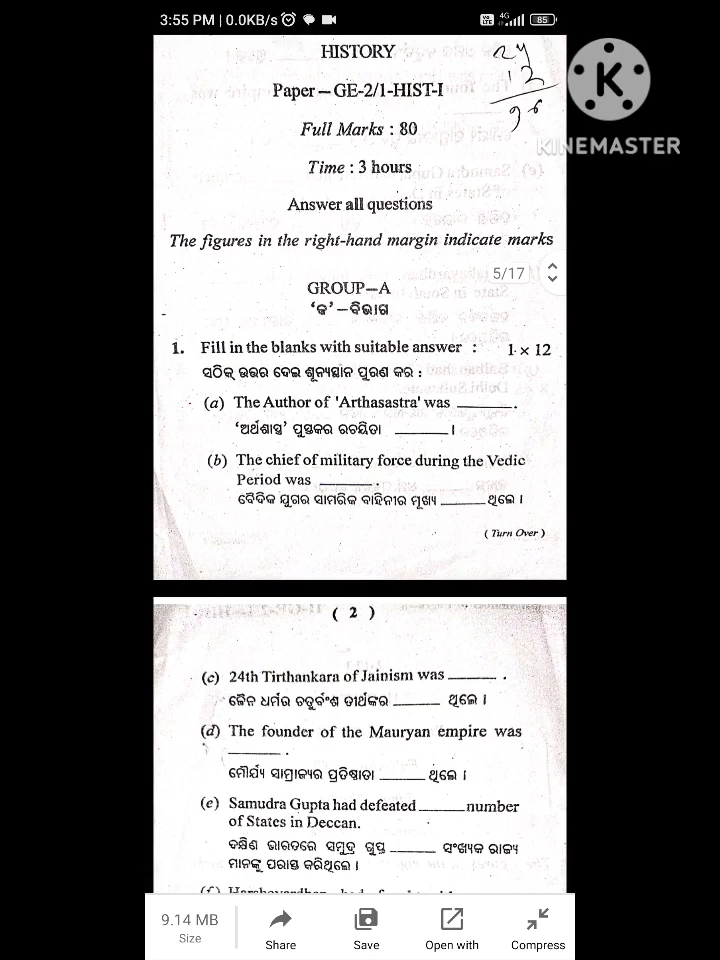 3:55 PM | 0.0KB/s
4G
85
HISTORY
24
12
96
K
KINEMASTER
Paper – GE-2/1-HIST-I
Full Marks : 80
Time : 3 hours
Answer all questions
The figures in the right-hand margin indicate marks
5/17
GROUP–A
‘କ’ – ବିଭାଗ
1. Fill in the blanks with suitable answer : 1 × 12
ସଠିକ୍ ଉତ୍ତର ଦେଇ ଶୂନ୍ୟସ୍ଥାନ ପୂରଣ କର :
(a) The Author of 'Arthasastra' was ______.
‘ଅର୍ଥଶାସ୍ତ୍ର’ ପୁସ୍ତକର ରଚୟିତା ______ ।
(b) The chief of military force during the Vedic
Period was ______.
ବୈଦିକ ଯୁଗର ସାମରିକ ବାହିନୀର ମୂଖ୍ୟ ______ ଥିଲେ ।
( Turn Over )
( 2 )
(c) 24th Tirthankara of Jainism was ______ .
ଜୈନ ଧର୍ମର ଚତୁର୍ବିଂଶ ତୀର୍ଥଙ୍କର ______ ଥିଲେ ।
(d) The founder of the Mauryan empire was
______ .
ମୌର୍ଯ୍ୟ ସାମ୍ରାଜ୍ୟର ପ୍ରତିଷ୍ଠାତା ______ ଥିଲେ ।
(e) Samudra Gupta had defeated ______ number
of States in Deccan.
ଦକ୍ଷିଣ ଭାରତରେ ସମୁଦ୍ର ଗୁପ୍ତ ______ ସଂଖ୍ୟକ ରାଜ୍ୟ
ମାନଙ୍କୁ ପରାସ୍ତ କରିଥିଲେ ।
9.14 MB
Size
Share
Save
Open with
Compress